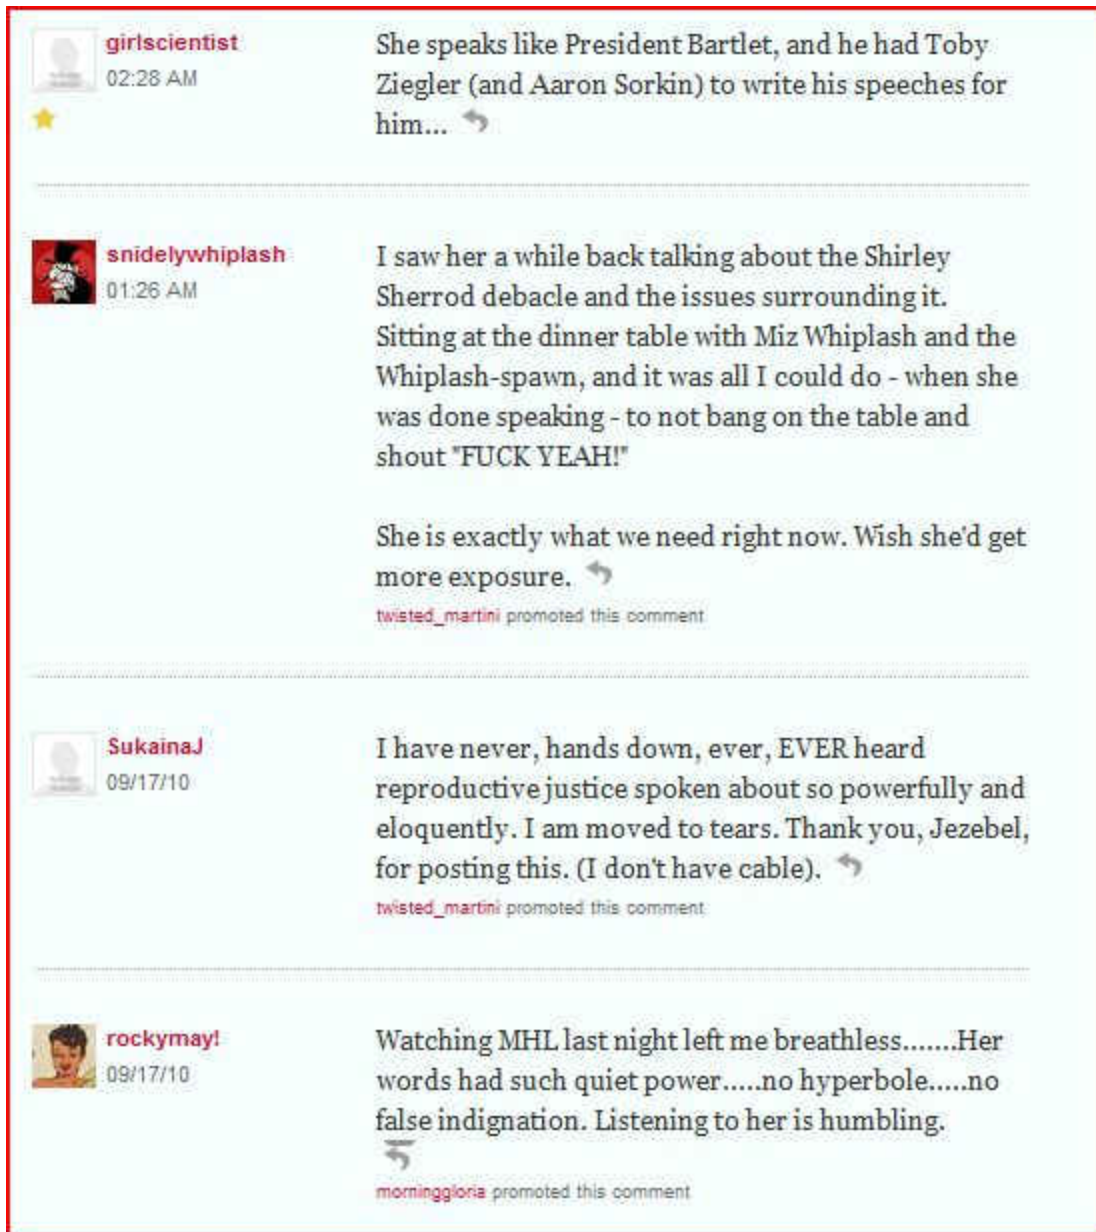 girlscientist
02:28 AM
She speaks like President Bartlet, and he had Toby
Ziegler (and Aaron Sorkin) to write his speeches for
him...
snidelywhiplash
01:26 AM
I saw her a while back talking about the Shirley
Sherrod debacle and the issues surrounding it.
Sitting at the dinner table with Miz Whiplash and the
Whiplash-spawn, and it was all I could do - when she
was done speaking - to not bang on the table and
shout "FUCK YEAH!"
She is exactly what we need right now. Wish she'd get
more exposure.
twisted_martini promoted this comment
SukainaJ
09/17/10
I have never, hands down, ever, EVER heard
reproductive justice spoken about so powerfully and
eloquently. I am moved to tears. Thank you, Jezebel,
for posting this. (I don't have cable).
twisted_martini promoted this comment
rockymay!
09/17/10
Watching MHL last night left me breathless.......Her
words had such quiet power.....no hyperbole.....no
false indignation. Listening to her is humbling.
morninggloria promoted this comment